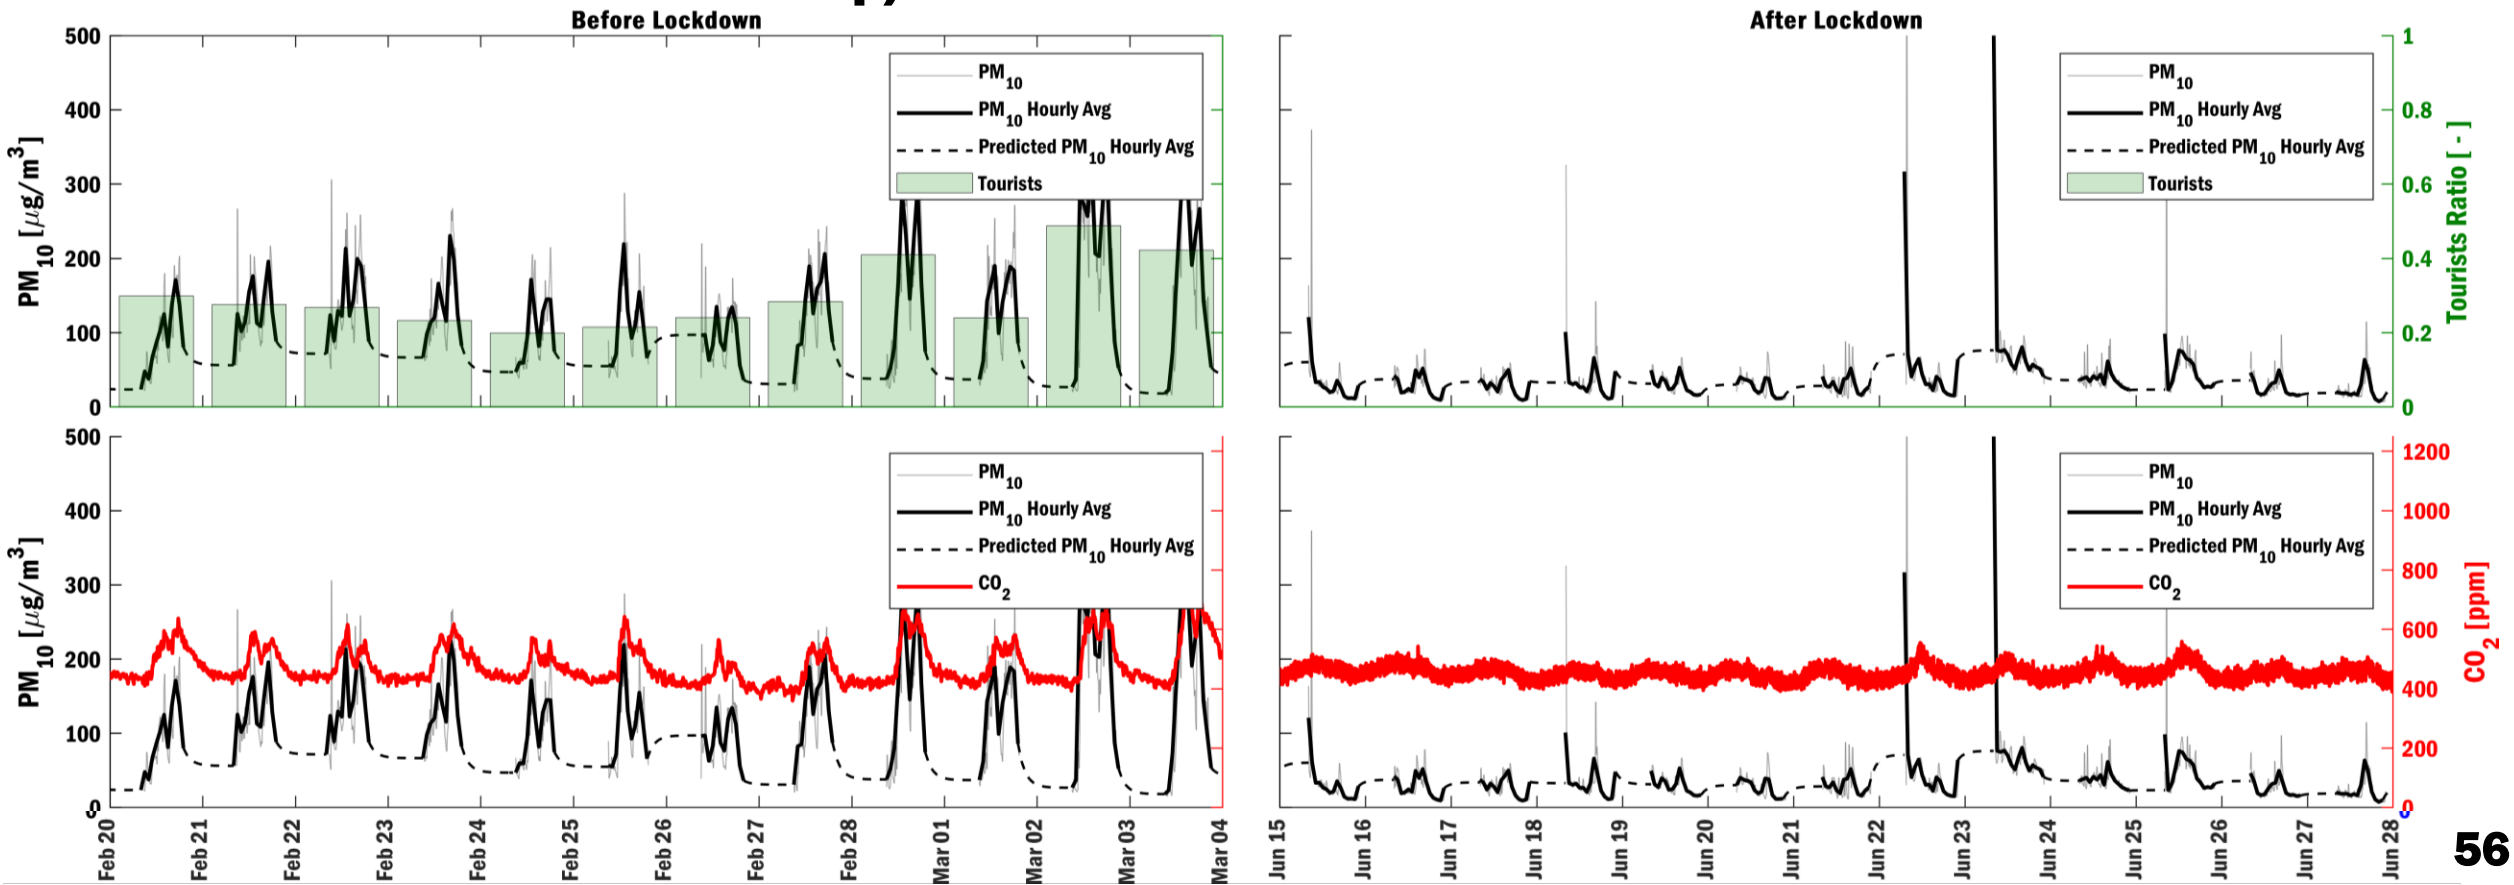 Before Lockdown
After Lockdown
500
400
300
200
100
0
PM10 [μg/m3]
PM10
PM10 Hourly Avg
Predicted PM10 Hourly Avg
Tourists
PM10
PM10 Hourly Avg
Predicted PM10 Hourly Avg
Tourists
1
0.8
0.6
0.4
0.2
0
Tourists Ratio [ - ]
500
400
300
200
100
0
PM10 [μg/m3]
PM10
PM10 Hourly Avg
Predicted PM10 Hourly Avg
CO2
PM10
PM10 Hourly Avg
Predicted PM10 Hourly Avg
CO2
1200
1000
800
600
400
200
0
CO2 [ppm]
Feb 20
Feb 21
Feb 22
Feb 23
Feb 24
Feb 25
Feb 26
Feb 27
Feb 28
Mar 01
Mar 02
Mar 03
Mar 04
Jun 15
Jun 16
Jun 17
Jun 18
Jun 19
Jun 20
Jun 21
Jun 22
Jun 23
Jun 24
Jun 25
Jun 26
Jun 27
Jun 28
56